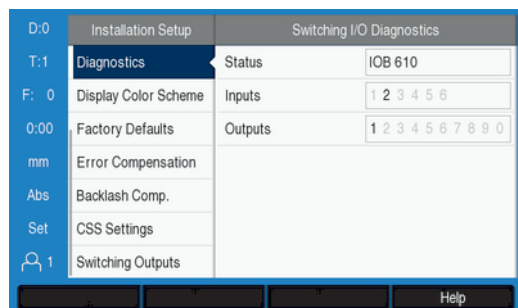 D:0 Installation Setup Switching I/O Diagnostics
T:1 Diagnostics Status IOB 610
F: 0 Display Color Scheme Inputs 1 2 3 4 5 6
0:00 Factory Defaults Outputs 1 2 3 4 5 6 7 8 9 0
mm Error Compensation
Abs Backlash Comp.
Set CSS Settings
1 Switching Outputs
Help